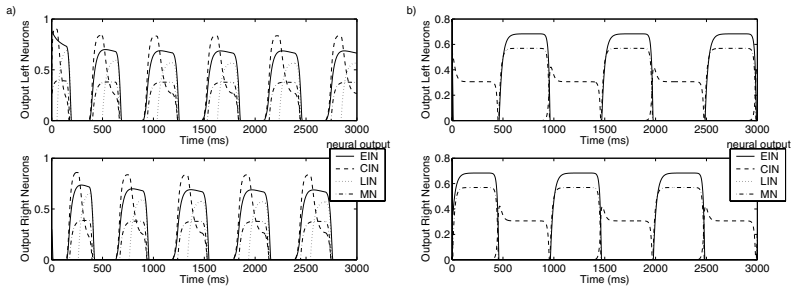 a)
b)
Output Left Neurons
1
0.5
0
0 500 1000 1500 2000 2500 3000
Time (ms)
Output Left Neurons
0.8
0.6
0.4
0.2
0
0 500 1000 1500 2000 2500 3000
Time (ms)
Output Right Neurons
1
0.5
0
0 500 1000 1500 2000 2500 3000
Time (ms)
neural output
EIN
CIN
LIN
MN
Output Right Neurons
0.8
0.6
0.4
0.2
0
0 500 1000 1500 2000 2500 3000
Time (ms)
neural output
EIN
CIN
LIN
MN